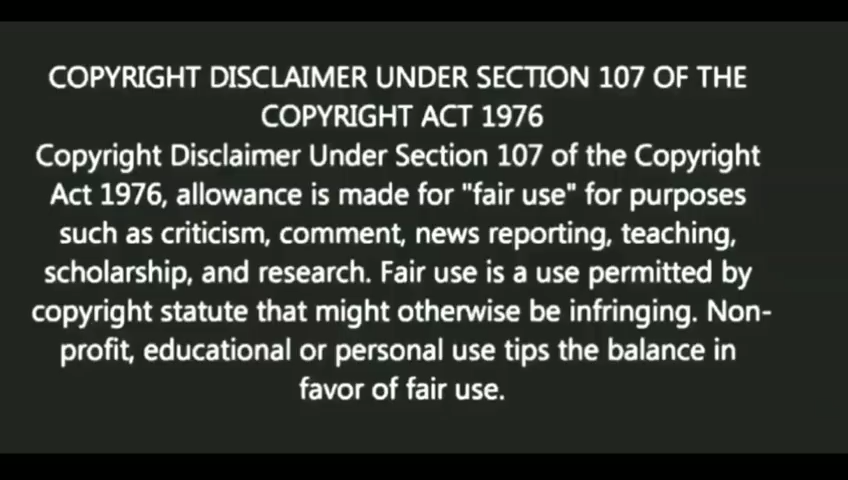 COPYRIGHT DISCLAIMER UNDER SECTION 107 OF THE
COPYRIGHT ACT 1976
Copyright Disclaimer Under Section 107 of the Copyright
Act 1976, allowance is made for "fair use" for purposes
such as criticism, comment, news reporting, teaching,
scholarship, and research. Fair use is a use permitted by
copyright statute that might otherwise be infringing. Non-
profit, educational or personal use tips the balance in
favor of fair use.